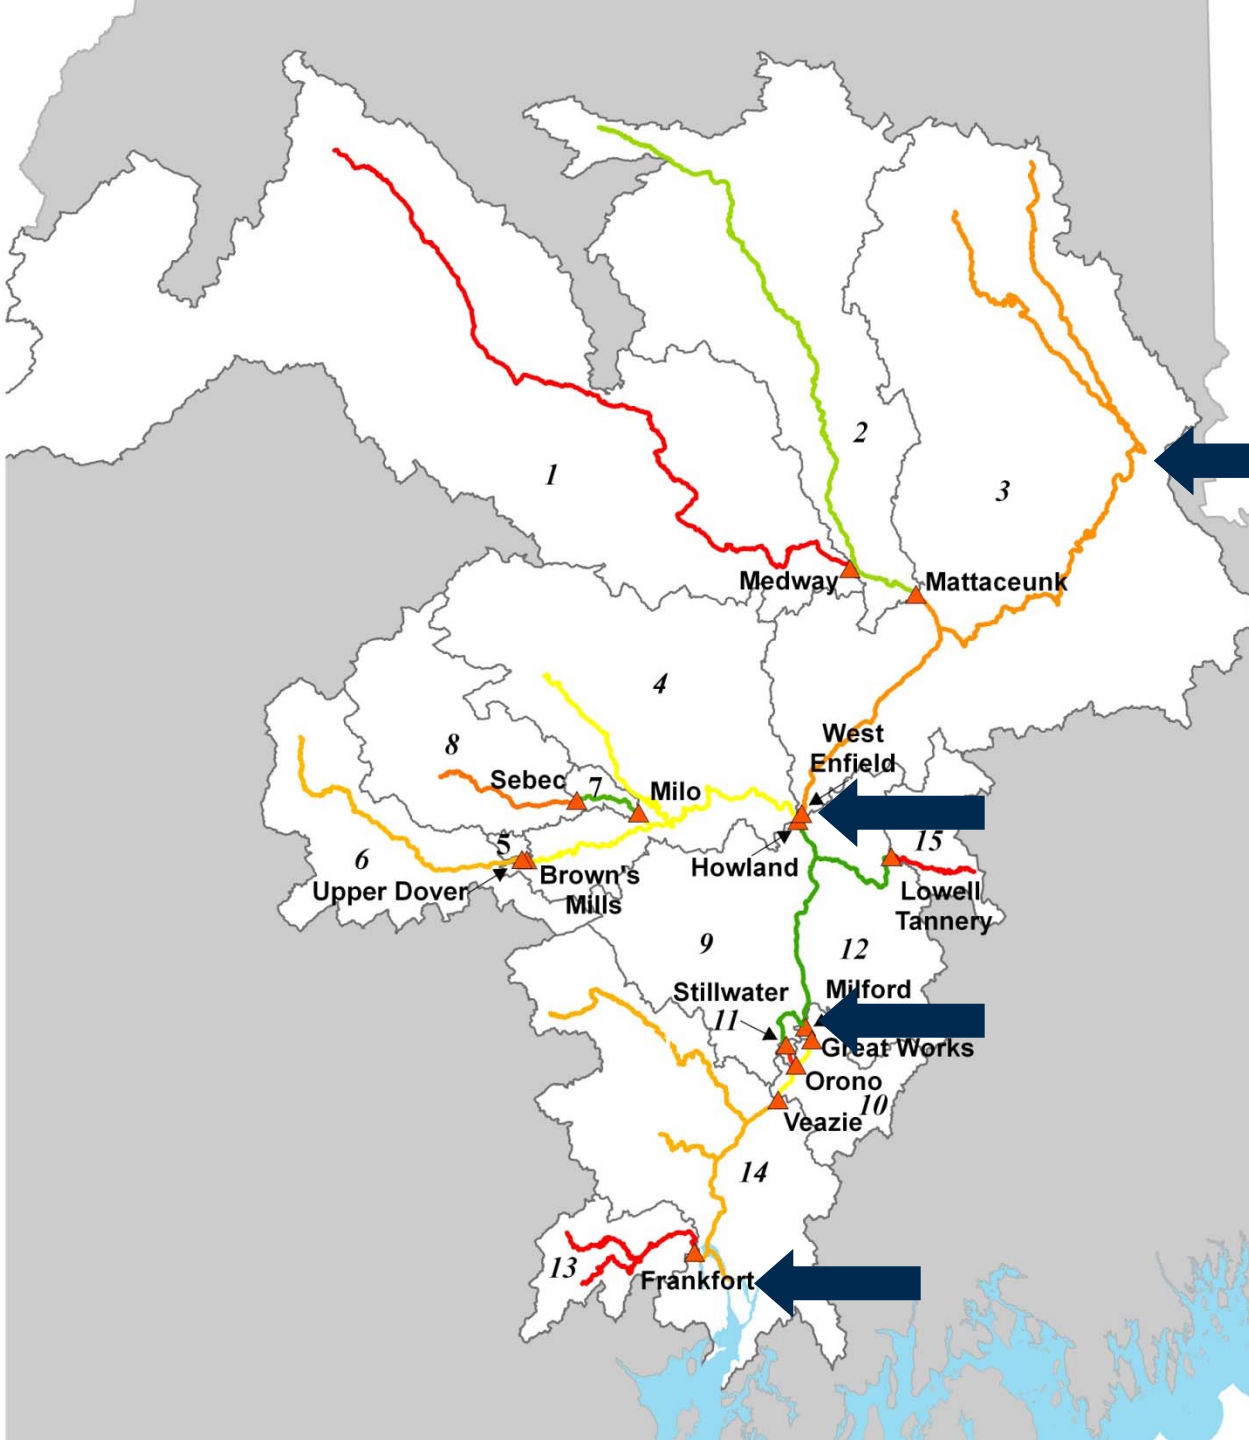 2
1
3
Medway
Mattaceunk
4
West
Enfield
8
Sebec
7
Milo
5
6
15
Howland
Upper Dover
Brown's
Mills
Lowell
Tannery
9
12
Stillwater
Milford
11
Great Works
Orono
10
Veazie
14
13
Frankfort